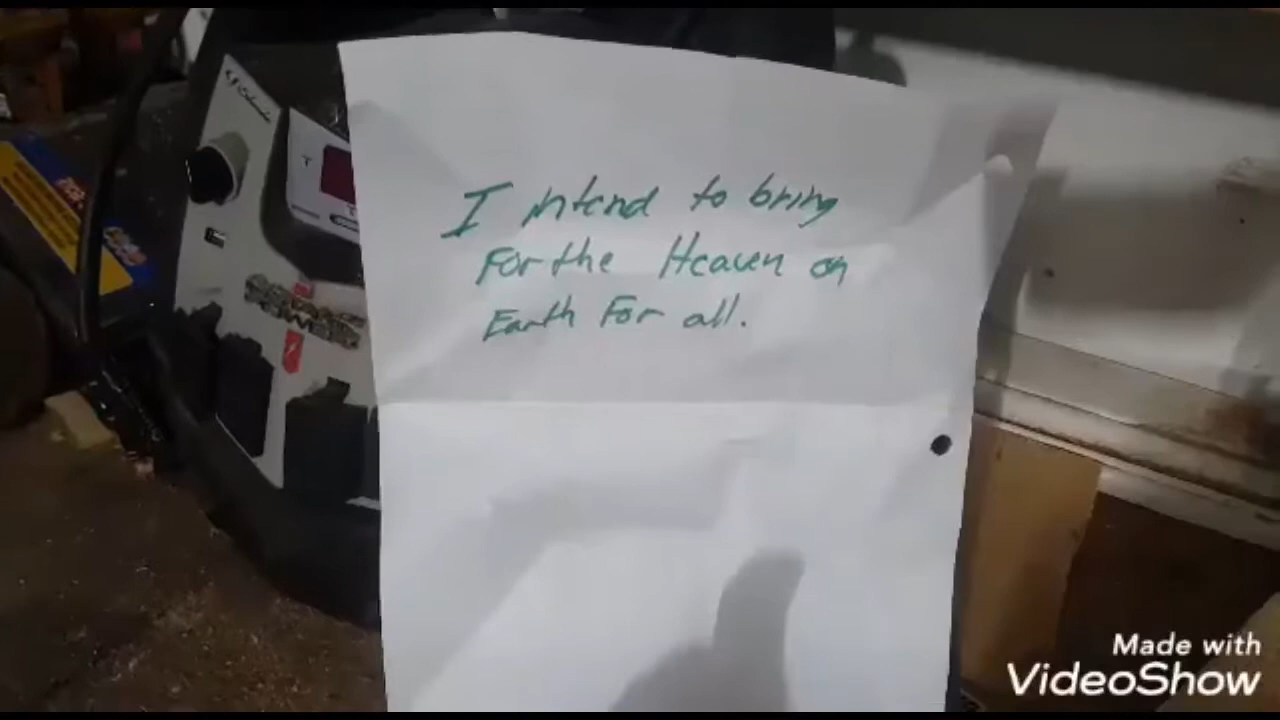 I intend to bring
For the Heaven on
Earth For all.
Made with
VideoShow